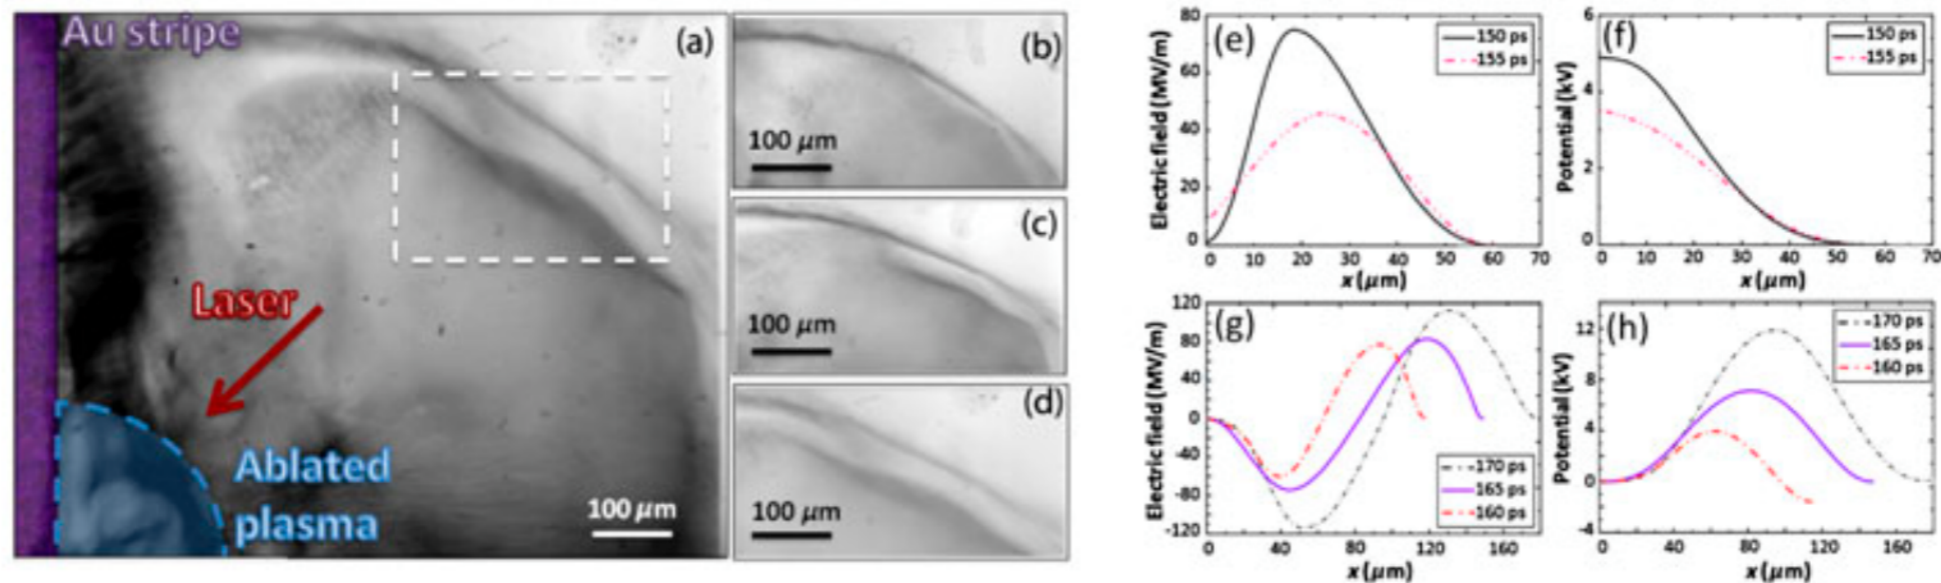 Au stripe
(a)
Laser
Ablated
plasma
100 μm
(b)
100 μm
(c)
100 μm
(d)
100 μm
(e)
150 ps
155 ps
Electric field (MV/m)
80
60
40
20
0
0 10 20 30 40 50 60 70
x (μm)
(f)
150 ps
155 ps
Potential (kV)
6
4
2
0
0 10 20 30 40 50 60 70
x (μm)
(g)
170 ps
165 ps
160 ps
Electric field (MV/m)
120
80
40
0
-40
-80
-120
0 40 80 120 160
x (μm)
(h)
170 ps
165 ps
160 ps
Potential (kV)
12
8
4
0
-4
0 40 80 120 160
x (μm)